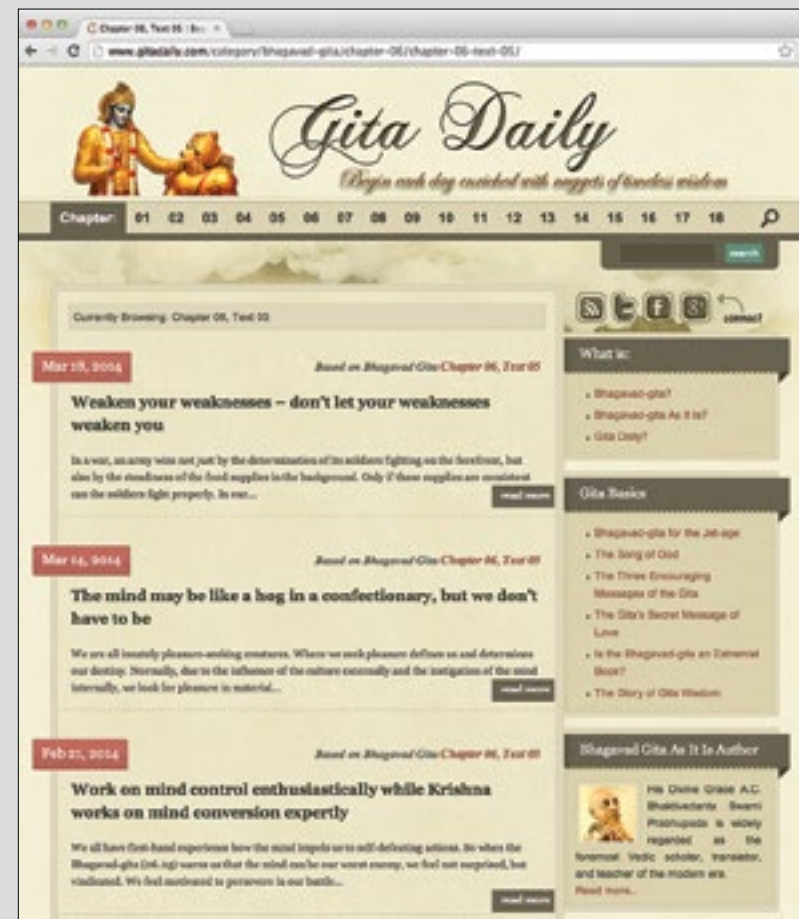 Chapter 06, Text 05 | Bha
www.gitadaily.com/category/bhagavad-gita/chapter-06/chapter-06-text-05/
Gita Daily
Begin each day enriched with nuggets of timeless wisdom
Chapter: 01 02 03 04 05 06 07 08 09 10 11 12 13 14 15 16 17 18
search
Currently Browsing: Chapter 06, Text 05
connect
Mar 18, 2014
Based on Bhagavad Gita Chapter 06, Text 05
Weaken your weaknesses – don't let your weaknesses
weaken you
In a war, an army wins not just by the determination of its soldiers fighting on the forefront, but
also by the steadiness of the food supplies in the background. Only if these supplies are consistent
can the soldiers fight properly. In our...
read more
Mar 14, 2014
Based on Bhagavad Gita Chapter 06, Text 05
The mind may be like a hog in a confectionary, but we don't
have to be
We are all innately pleasure-seeking creatures. Where we seek pleasure defines us and determines
our destiny. Normally, due to the influence of the culture externally and the instigation of the mind
internally, we look for pleasure in material...
read more
Feb 21, 2014
Based on Bhagavad Gita Chapter 06, Text 05
Work on mind control enthusiastically while Krishna
works on mind conversion expertly
We all have first-hand experience how the mind impels us to self-defeating actions. So when the
Bhagavad-gita warns us that the mind can be our worst enemy, we feel not surprised, but
vindicated. We feel motivated to persevere in our battle...
read more
What is:
Bhagavad-gita?
Bhagavad-gita As It Is?
Gita Daily?
Gita Basics
Bhagavad-gita for the Jet-age
The Song of God
The Three Encouraging
Messages of the Gita
The Gita's Secret Message of
Love
Is the Bhagavad-gita an Extremist
Book?
The Story of Gita Wisdom
Bhagavad Gita As It Is Author
His Divine Grace A.C.
Bhaktivedanta Swami
Prabhupada is widely
regarded as the
foremost Vedic scholar, translator,
and teacher of the modern era.
Read more..